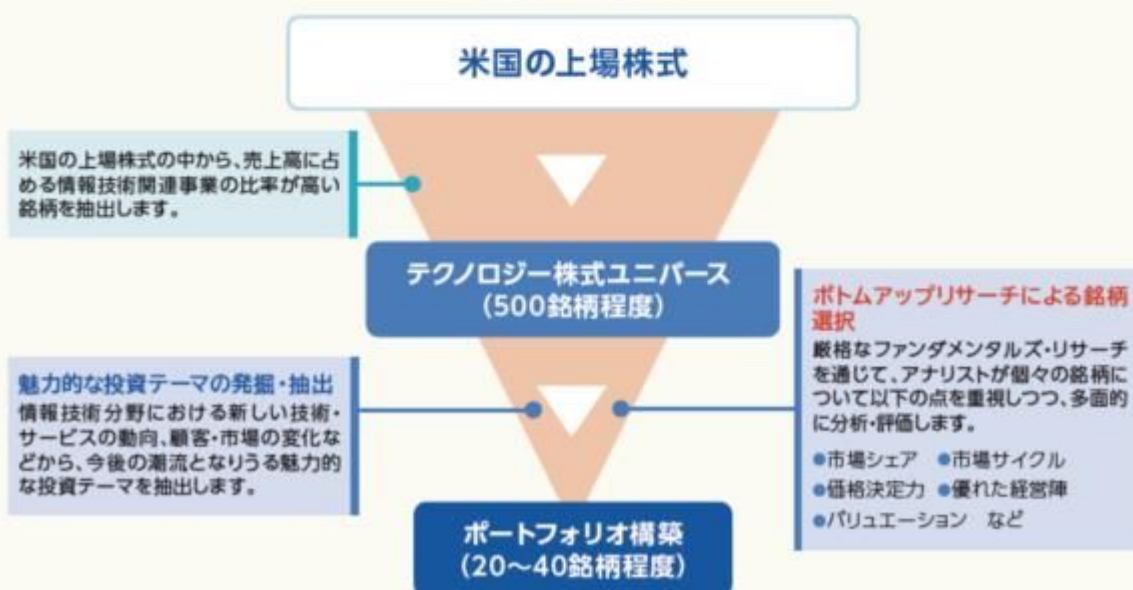 米国の上場株式
米国の上場株式の中から、売上高に占
める情報技術関連事業の比率が高い
銘柄を抽出します。
テクノロジー株式ユニバース
(500銘柄程度)
魅力的な投資テーマの発掘・抽出
情報技術分野における新しい技術・
サービスの動向、顧客・市場の変化な
どから、今後の潮流となりうる魅力的
な投資テーマを抽出します。
ボトムアップリサーチによる銘柄
選択
厳格なファンダメンタルズ・リサーチ
を通じて、アナリストが個々の銘柄に
ついて以下の点を重視しつつ、多面的
に分析・評価します。
●市場シェア ●市場サイクル
●価格決定力 ●優れた経営陣
●バリュエーション など
ポートフォリオ構築
(20～40銘柄程度)